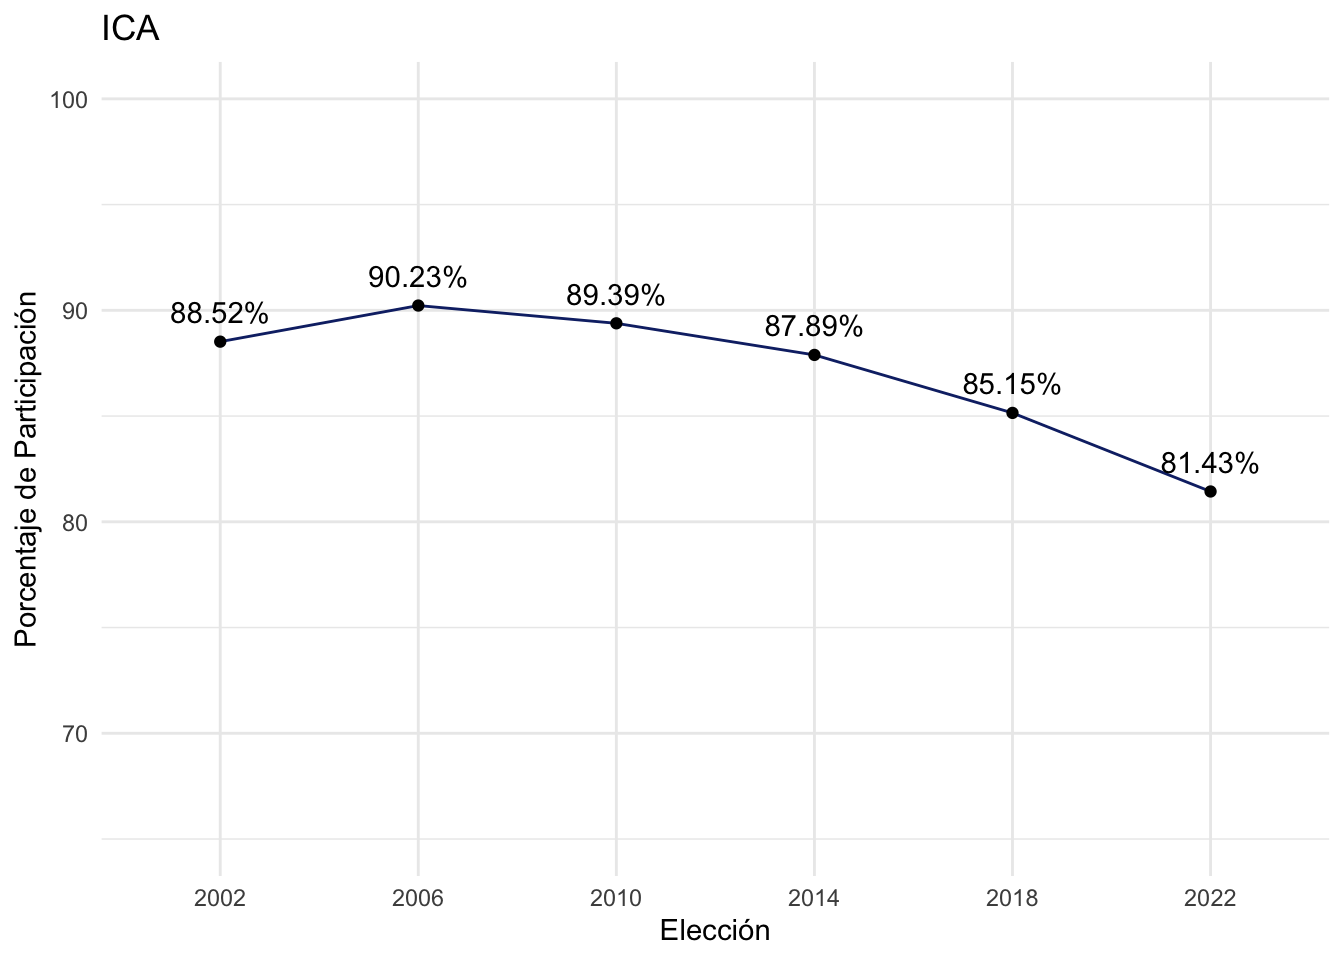 ICA
100
90
80
70
Porcentaje de Participación
88.52%
90.23%
89.39%
87.89%
85.15%
81.43%
2002 2006 2010 2014 2018 2022
Elección